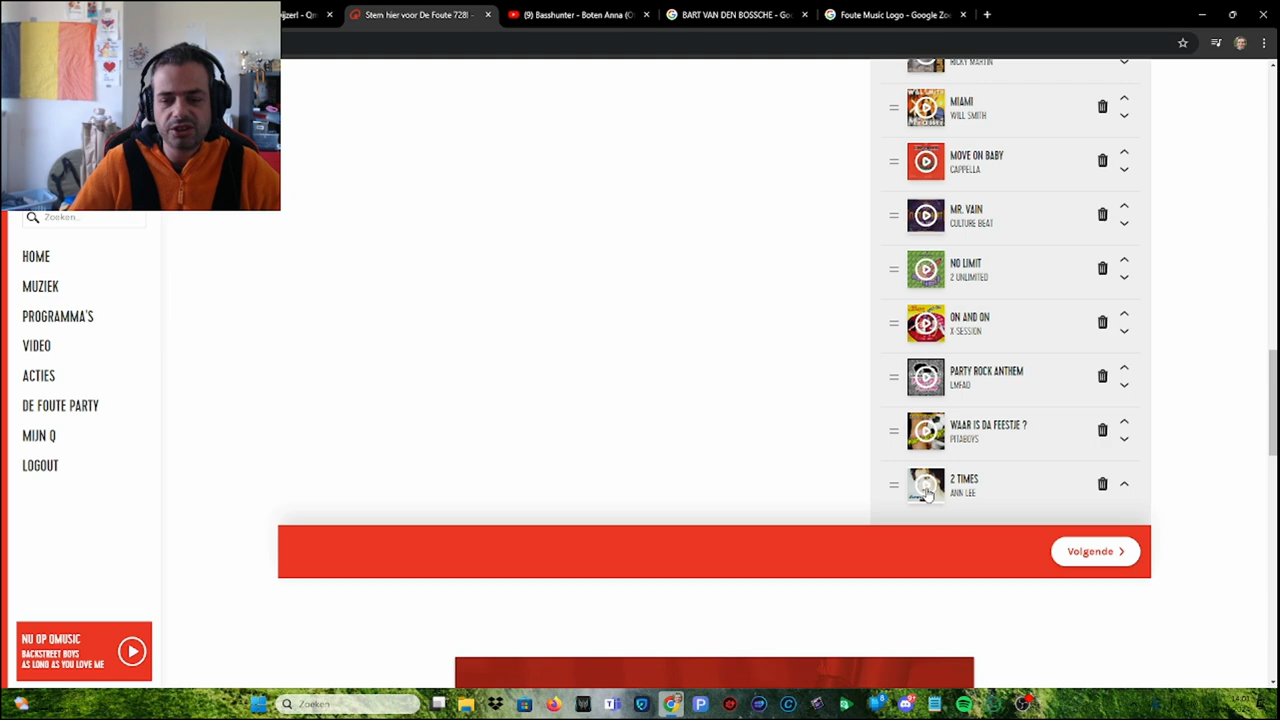 Stem hier voor De Foute 728!
(9) Basshunter - Boten Anna (O
BART VAN DEN BOSSCHE - Go
Foute Music Logo - Google Zo
RICKY MARTIN
MIAMI
WILL SMITH
MOVE ON BABY
CAPPELLA
MR. VAIN
CULTURE BEAT
NO LIMIT
2 UNLIMITED
ON AND ON
X-SESSION
PARTY ROCK ANTHEM
LMFAO
WAAR IS DA FEESTJE ?
PITABOYS
2 TIMES
ANN LEE
Volgende
Zoeken...
HOME
MUZIEK
PROGRAMMA'S
VIDEO
ACTIES
DE FOUTE PARTY
MIJN Q
LOGOUT
NU OP QMUSIC
BACKSTREET BOYS
AS LONG AS YOU LOVE ME
Zoeken